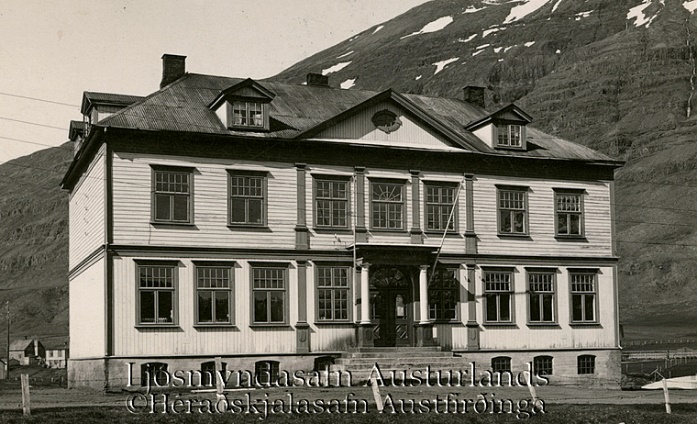 Ljósmyndasafn Austurlands
©Héraðskjalasafn Austfirðinga